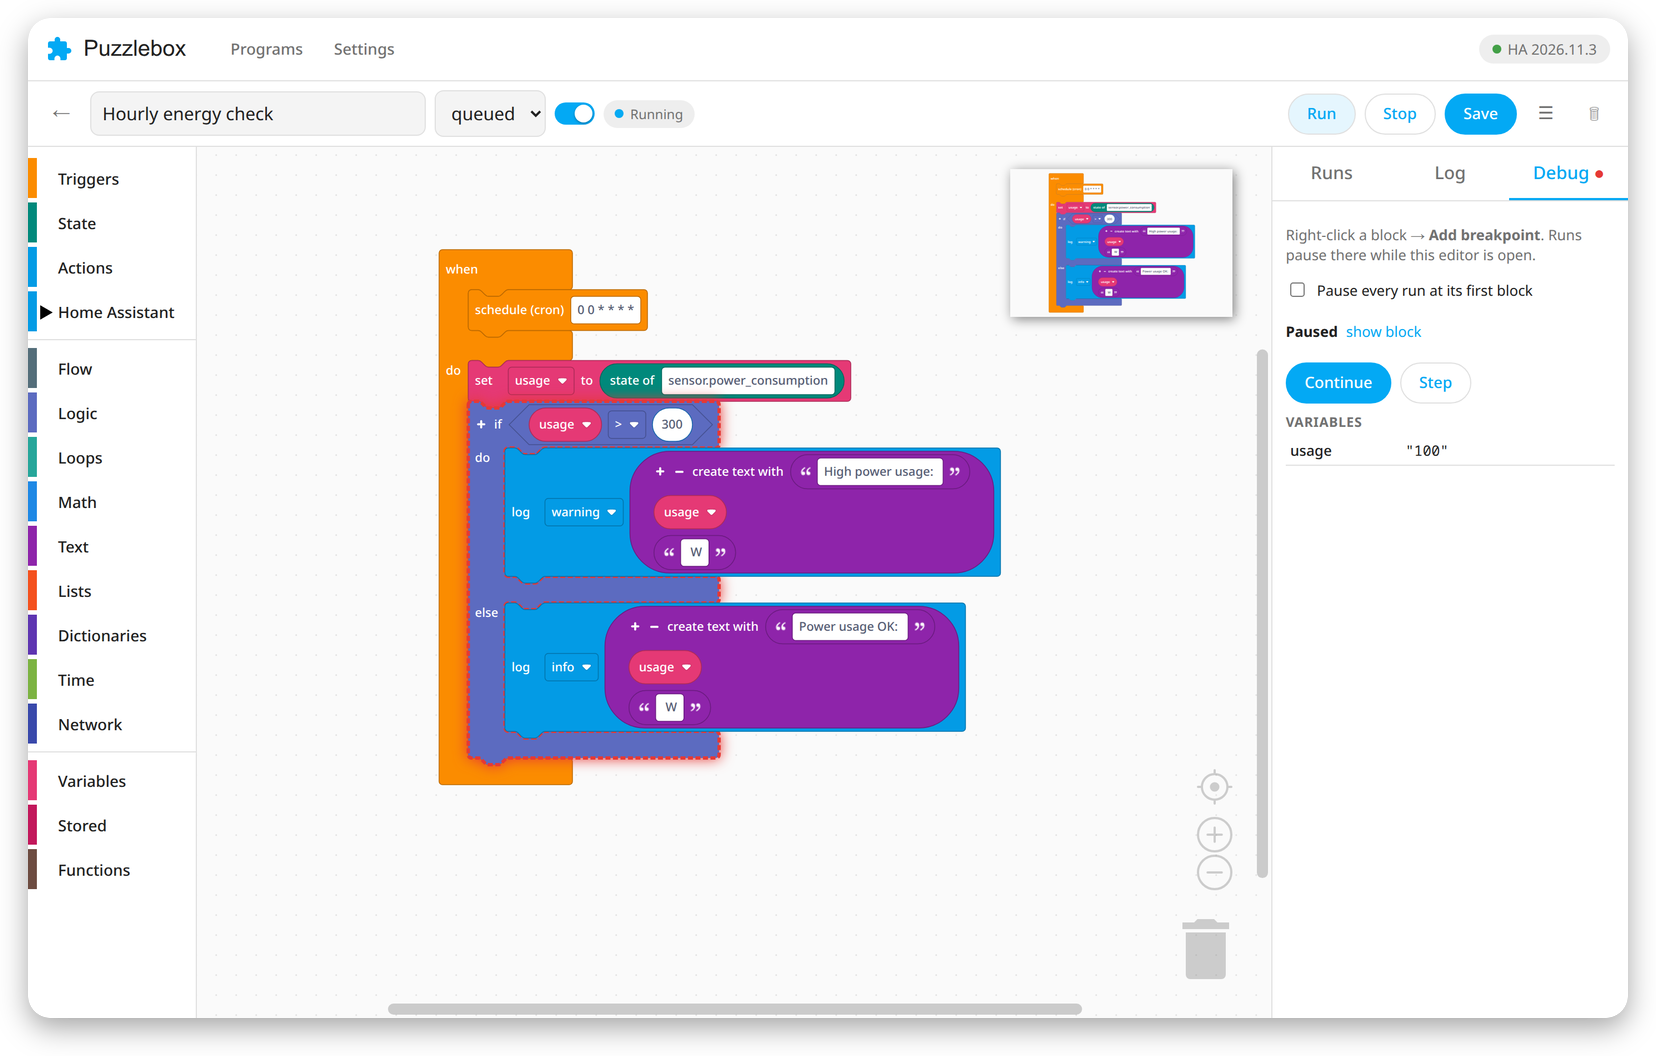 Puzzlebox
Programs
Settings
HA 2026.11.3
←
Hourly energy check
queued
Running
Run
Stop
Save
Triggers
State
Actions
Home Assistant
Flow
Logic
Loops
Math
Text
Lists
Dictionaries
Time
Network
Variables
Stored
Functions
when
schedule (cron) 0 0 * * * *
do
set usage to state of sensor.power_consumption
+ if usage > 300
do
+ − create text with “ High power usage: ”
log warning usage
“ W ”
else
+ − create text with “ Power usage OK: ”
log info usage
“ W ”
Runs
Log
Debug
Right-click a block → Add breakpoint. Runs
pause there while this editor is open.
Pause every run at its first block
Paused show block
Continue
Step
VARIABLES
usage "100"